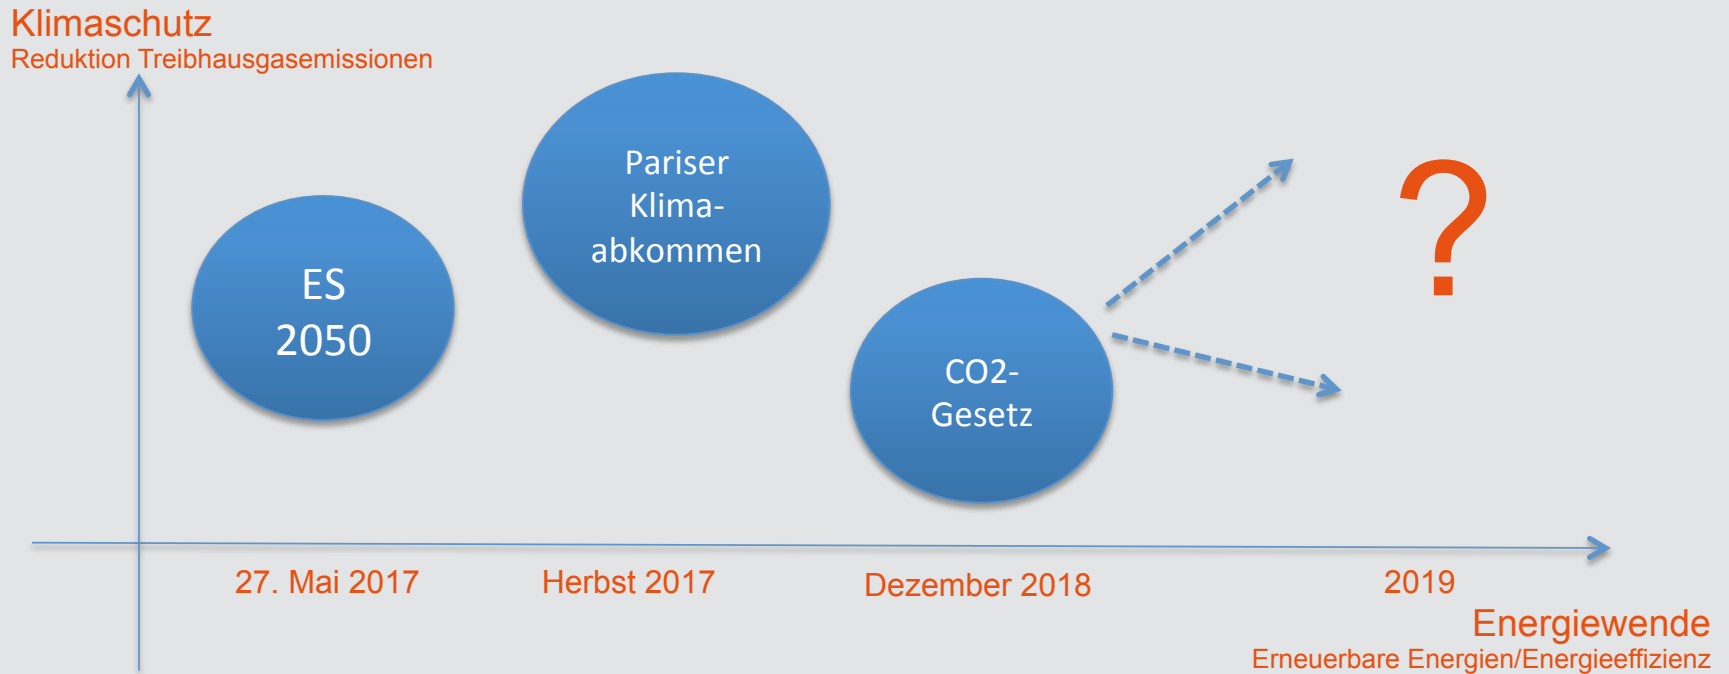 Klimaschutz
Reduktion Treibhausgasemissionen
ES
2050
Pariser
Klima-
abkommen
CO2-
Gesetz
?
27. Mai 2017
Herbst 2017
Dezember 2018
2019
Energiewende
Erneuerbare Energien/Energieeffizienz